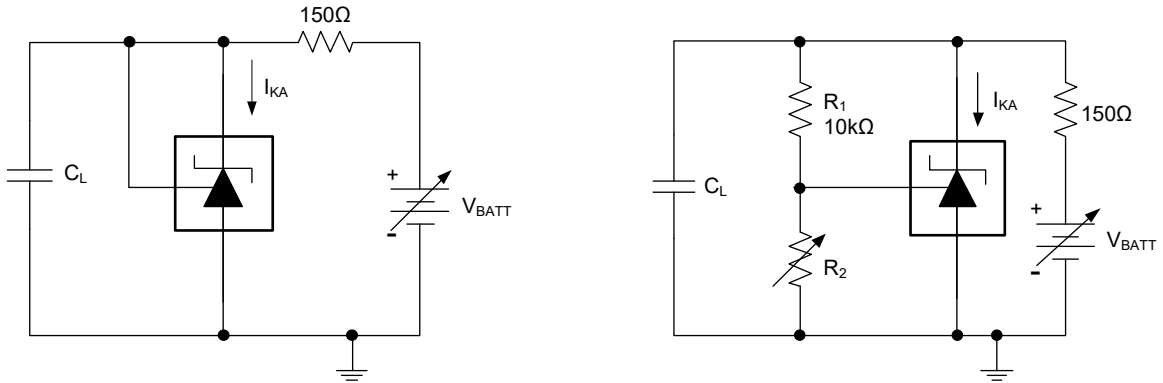 150Ω
I_KA
C_L
+
V_BATT
-
R_1
10kΩ
I_KA
150Ω
C_L
+
V_BATT
-
R_2